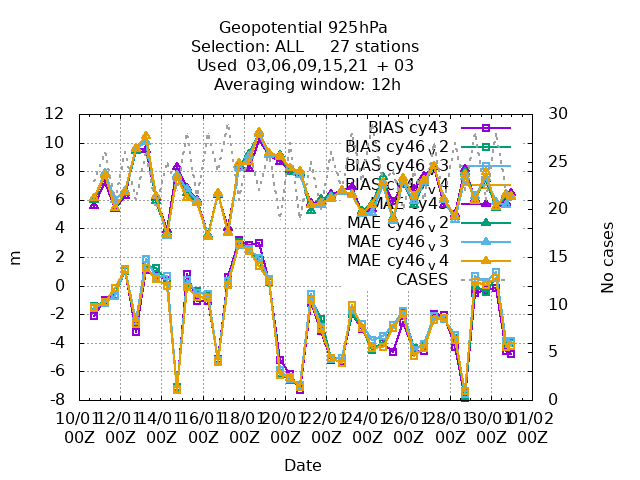 Geopotential 925hPa
Selection: ALL 27 stations
Used 03,06,09,15,21 + 03
Averaging window: 12h
BIAS cy43
BIAS cy46_v2
BIAS cy46_v3
BIAS cy46_v4
MAE cy43
MAE cy46_v2
MAE cy46_v3
MAE cy46_v4
CASES
12
10
8
6
4
2
0
-2
-4
-6
-8
m
30
25
20
15
10
5
0
No cases
10/01 12/01 14/01 16/01 18/01 20/01 22/01 24/01 26/01 28/01 30/01 01/02
00Z 00Z 00Z 00Z 00Z 00Z 00Z 00Z 00Z 00Z 00Z 00Z
Date